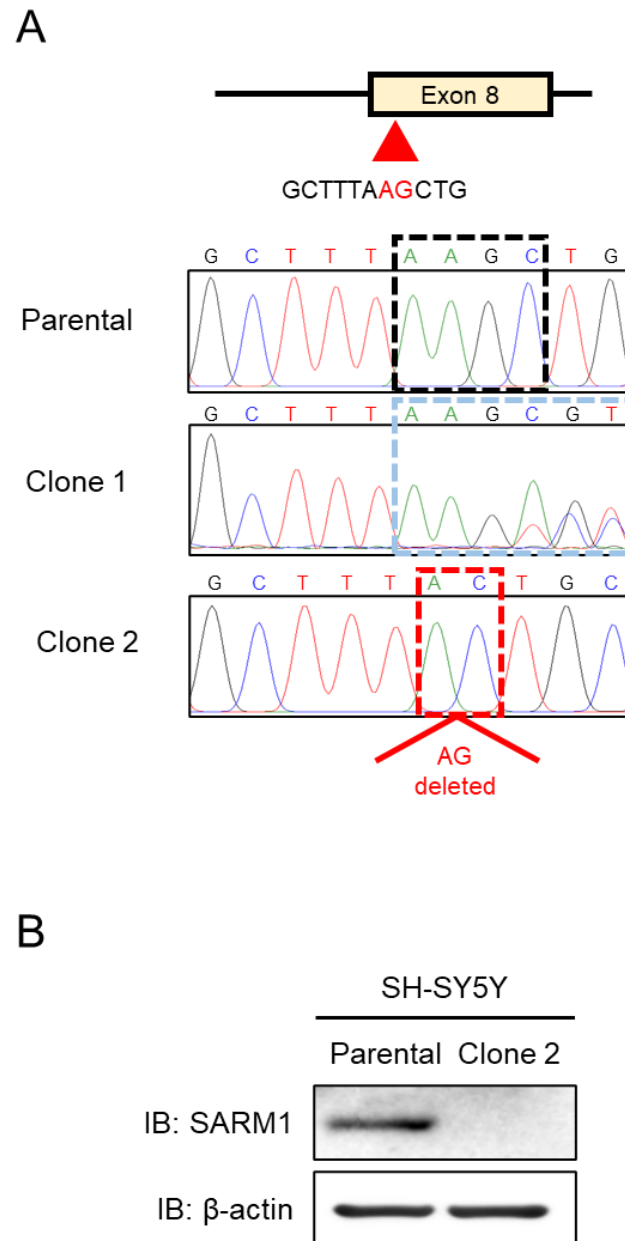 A
Exon 8
GCTTTAAGCTG
G C T T T A A G C T G
Parental
G C T T T A A G C G T
Clone 1
G C T T T A C T G C
Clone 2
AG
deleted
B
SH-SY5Y
Parental Clone 2
IB: SARM1
IB: β-actin